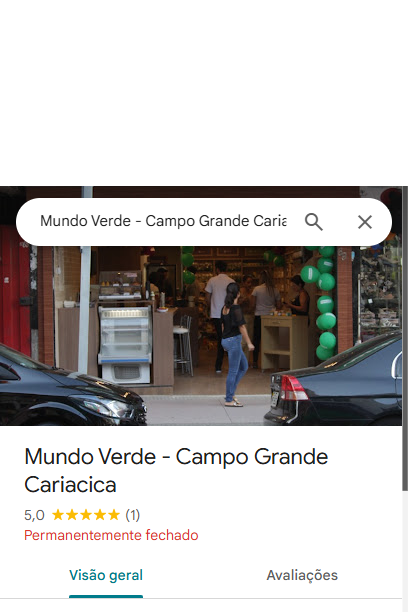 Mundo Verde - Campo Grande Caria
Mundo Verde - Campo Grande
Cariacica
5,0 ★★★★★ (1)
Permanentemente fechado
Visão geral
Avaliações